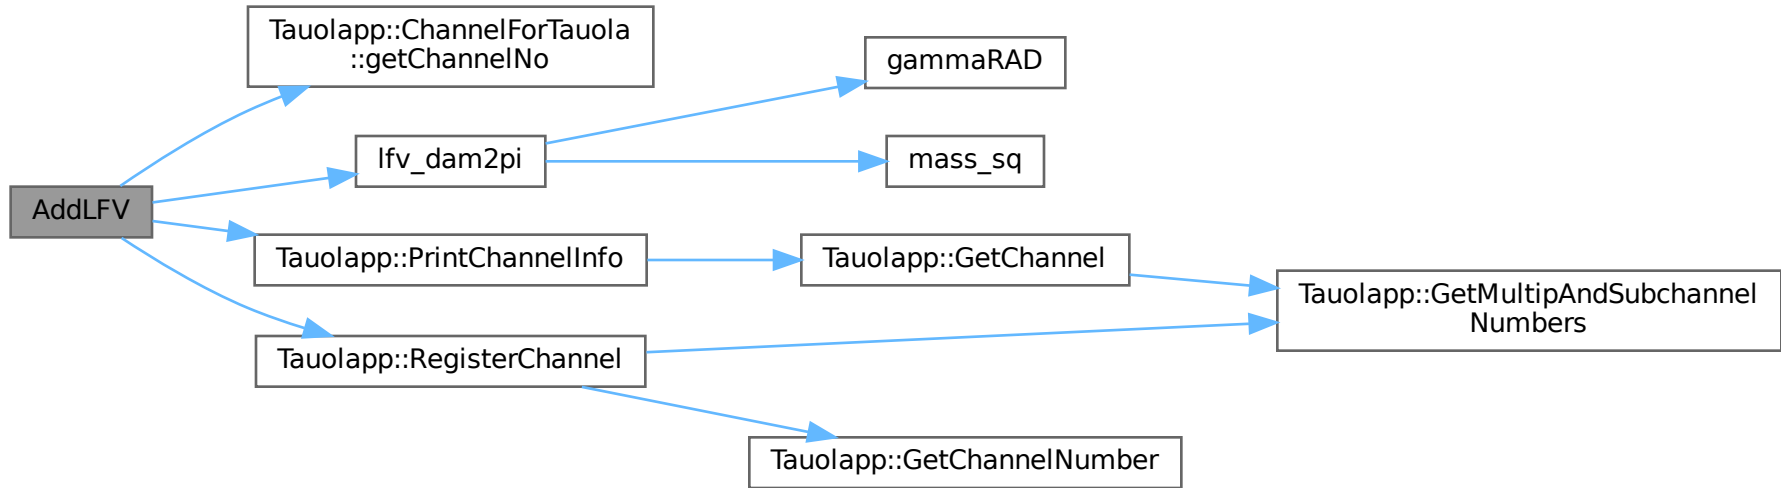 Tauolapp::ChannelForTauola
::getChannelNo
gammaRAD
lfv_dam2pi
mass_sq
AddLFV
Tauolapp::PrintChannelInfo
Tauolapp::GetChannel
Tauolapp::GetMultipAndSubchannel
Numbers
Tauolapp::RegisterChannel
Tauolapp::GetChannelNumber